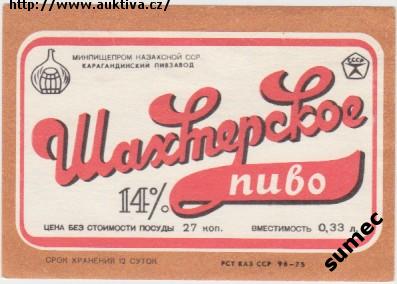 http://www.auktiva.cz/
МИНПИЩЕПРОМ КАЗАХСКОЙ ССР
КАРАГАНДИНСКИЙ ПИВЗАВОД
СССР
Шахтерское
14% пиво
ЦЕНА БЕЗ СТОИМОСТИ ПОСУДЫ 27 коп. ВМЕСТИМОСТЬ 0,33 л.
СРОК ХРАНЕНИЯ 12 СУТОК РСТ КАЗ ССР 96-75
sumec